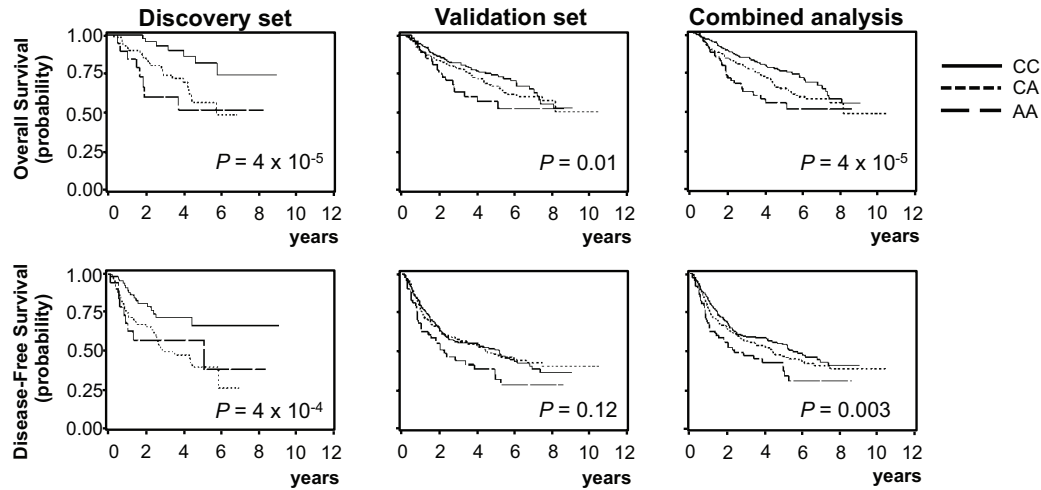 Discovery set Validation set Combined analysis
Overall Survival
(probability)
1.00
0.75
0.50
0.25
0.00
P = 4 x 10-5
P = 0.01
P = 4 x 10-5
CC
CA
AA
0 2 4 6 8 10 12
0 2 4 6 8 10 12
0 2 4 6 8 10 12
years years years
Disease-Free Survival
(probability)
1.00
0.75
0.50
0.25
0.00
P = 4 x 10-4
P = 0.12
P = 0.003
0 2 4 6 8 10 12
0 2 4 6 8 10 12
0 2 4 6 8 10 12
years years years